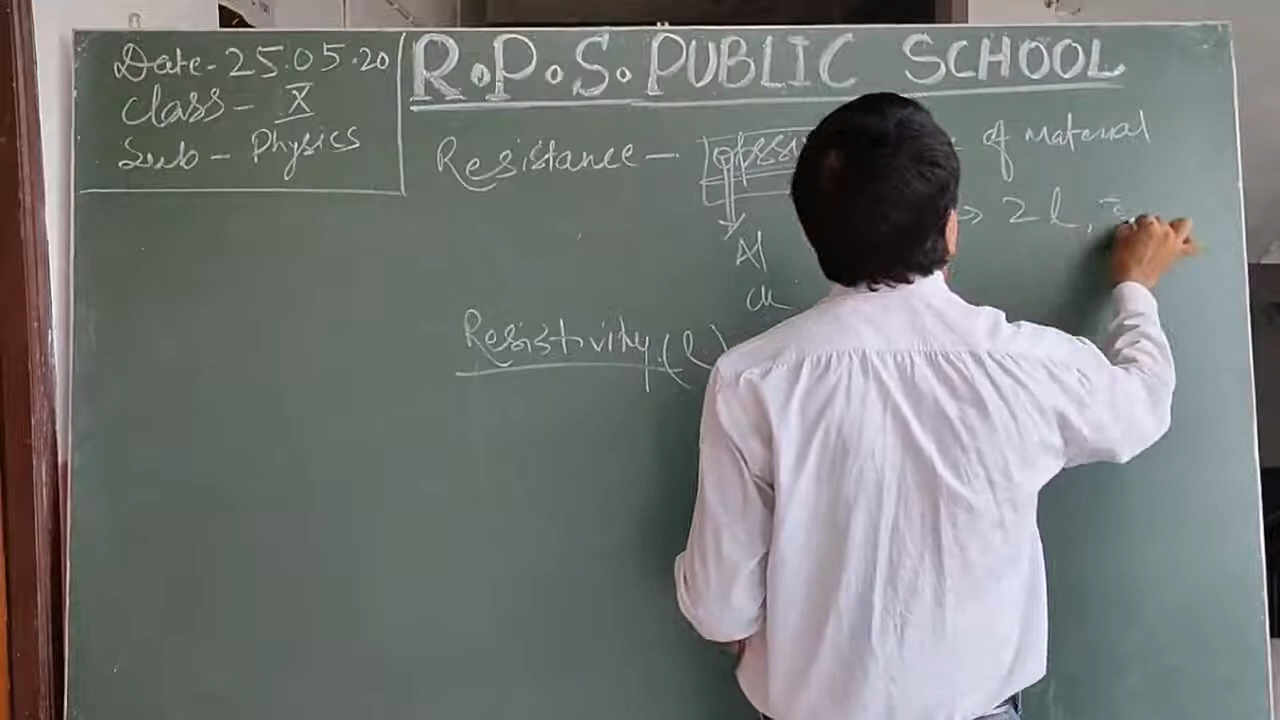 Date - 25.05.20
Class - X
Sub - Physics
R.P.S. PUBLIC SCHOOL
Resistance - of Material
2l,
Al
Cu
Resistivity (ρ)